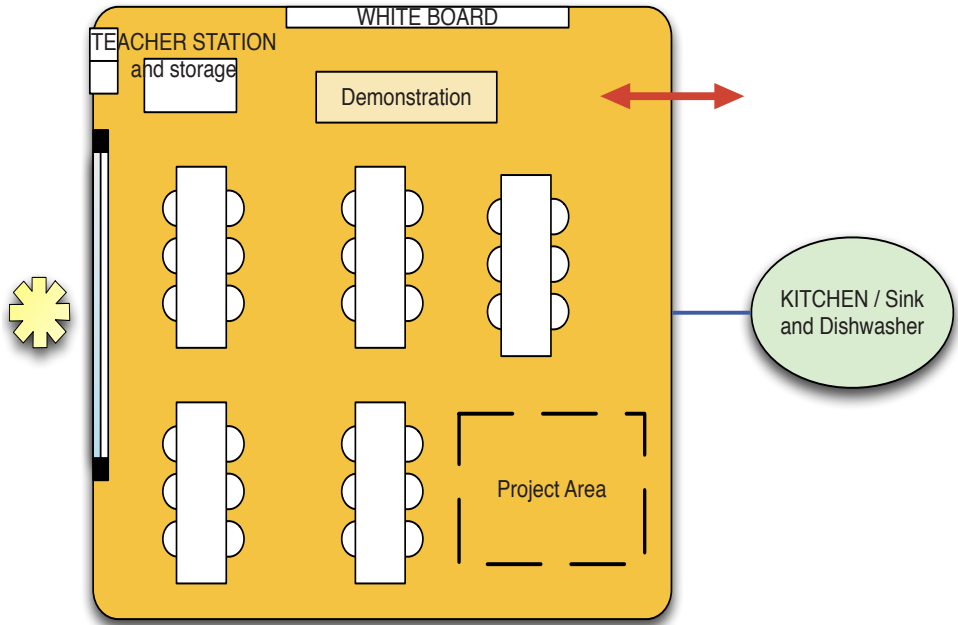 WHITE BOARD
TEACHER STATION
and storage
Demonstration
KITCHEN / Sink
and Dishwasher
Project Area